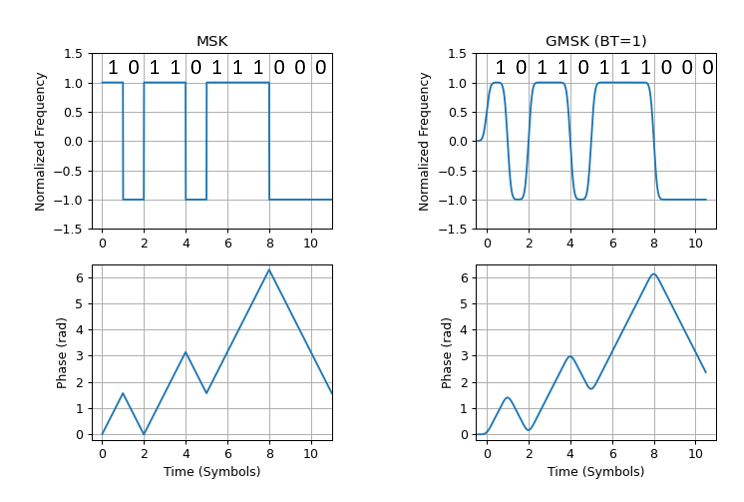 MSK
1 0 1 1 0 1 1 1 0 0 0
1.5
1.0
0.5
0.0
−0.5
−1.0
−1.5
Normalized Frequency
0 2 4 6 8 10
GMSK (BT=1)
1 0 1 1 0 1 1 1 0 0 0
1.5
1.0
0.5
0.0
−0.5
−1.0
−1.5
Normalized Frequency
0 2 4 6 8 10
6
5
4
3
2
1
0
Phase (rad)
0 2 4 6 8 10
Time (Symbols)
6
5
4
3
2
1
0
Phase (rad)
0 2 4 6 8 10
Time (Symbols)